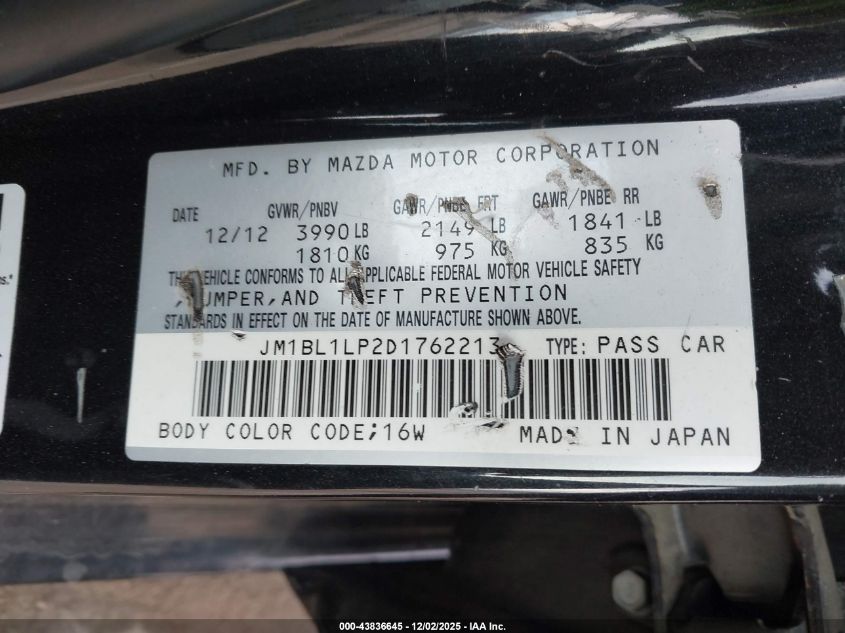 MFD. BY MAZDA MOTOR CORPORATION
DATE GVWR/PNBV GAWR/PNBE FRT GAWR/PNBE RR
12/12 3990 LB 2149 LB 1841 LB
1810 KG 975 KG 835 KG
THIS VEHICLE CONFORMS TO ALL APPLICABLE FEDERAL MOTOR VEHICLE SAFETY
,BUMPER,AND THEFT PREVENTION
STANDARDS IN EFFECT ON THE DATE OF MANUFACTURE SHOWN ABOVE.
JM1BL1LP2D1762213 TYPE: PASS CAR
BODY COLOR CODE;16W MADE IN JAPAN
000-43836645 - 12/02/2025 - IAA Inc.